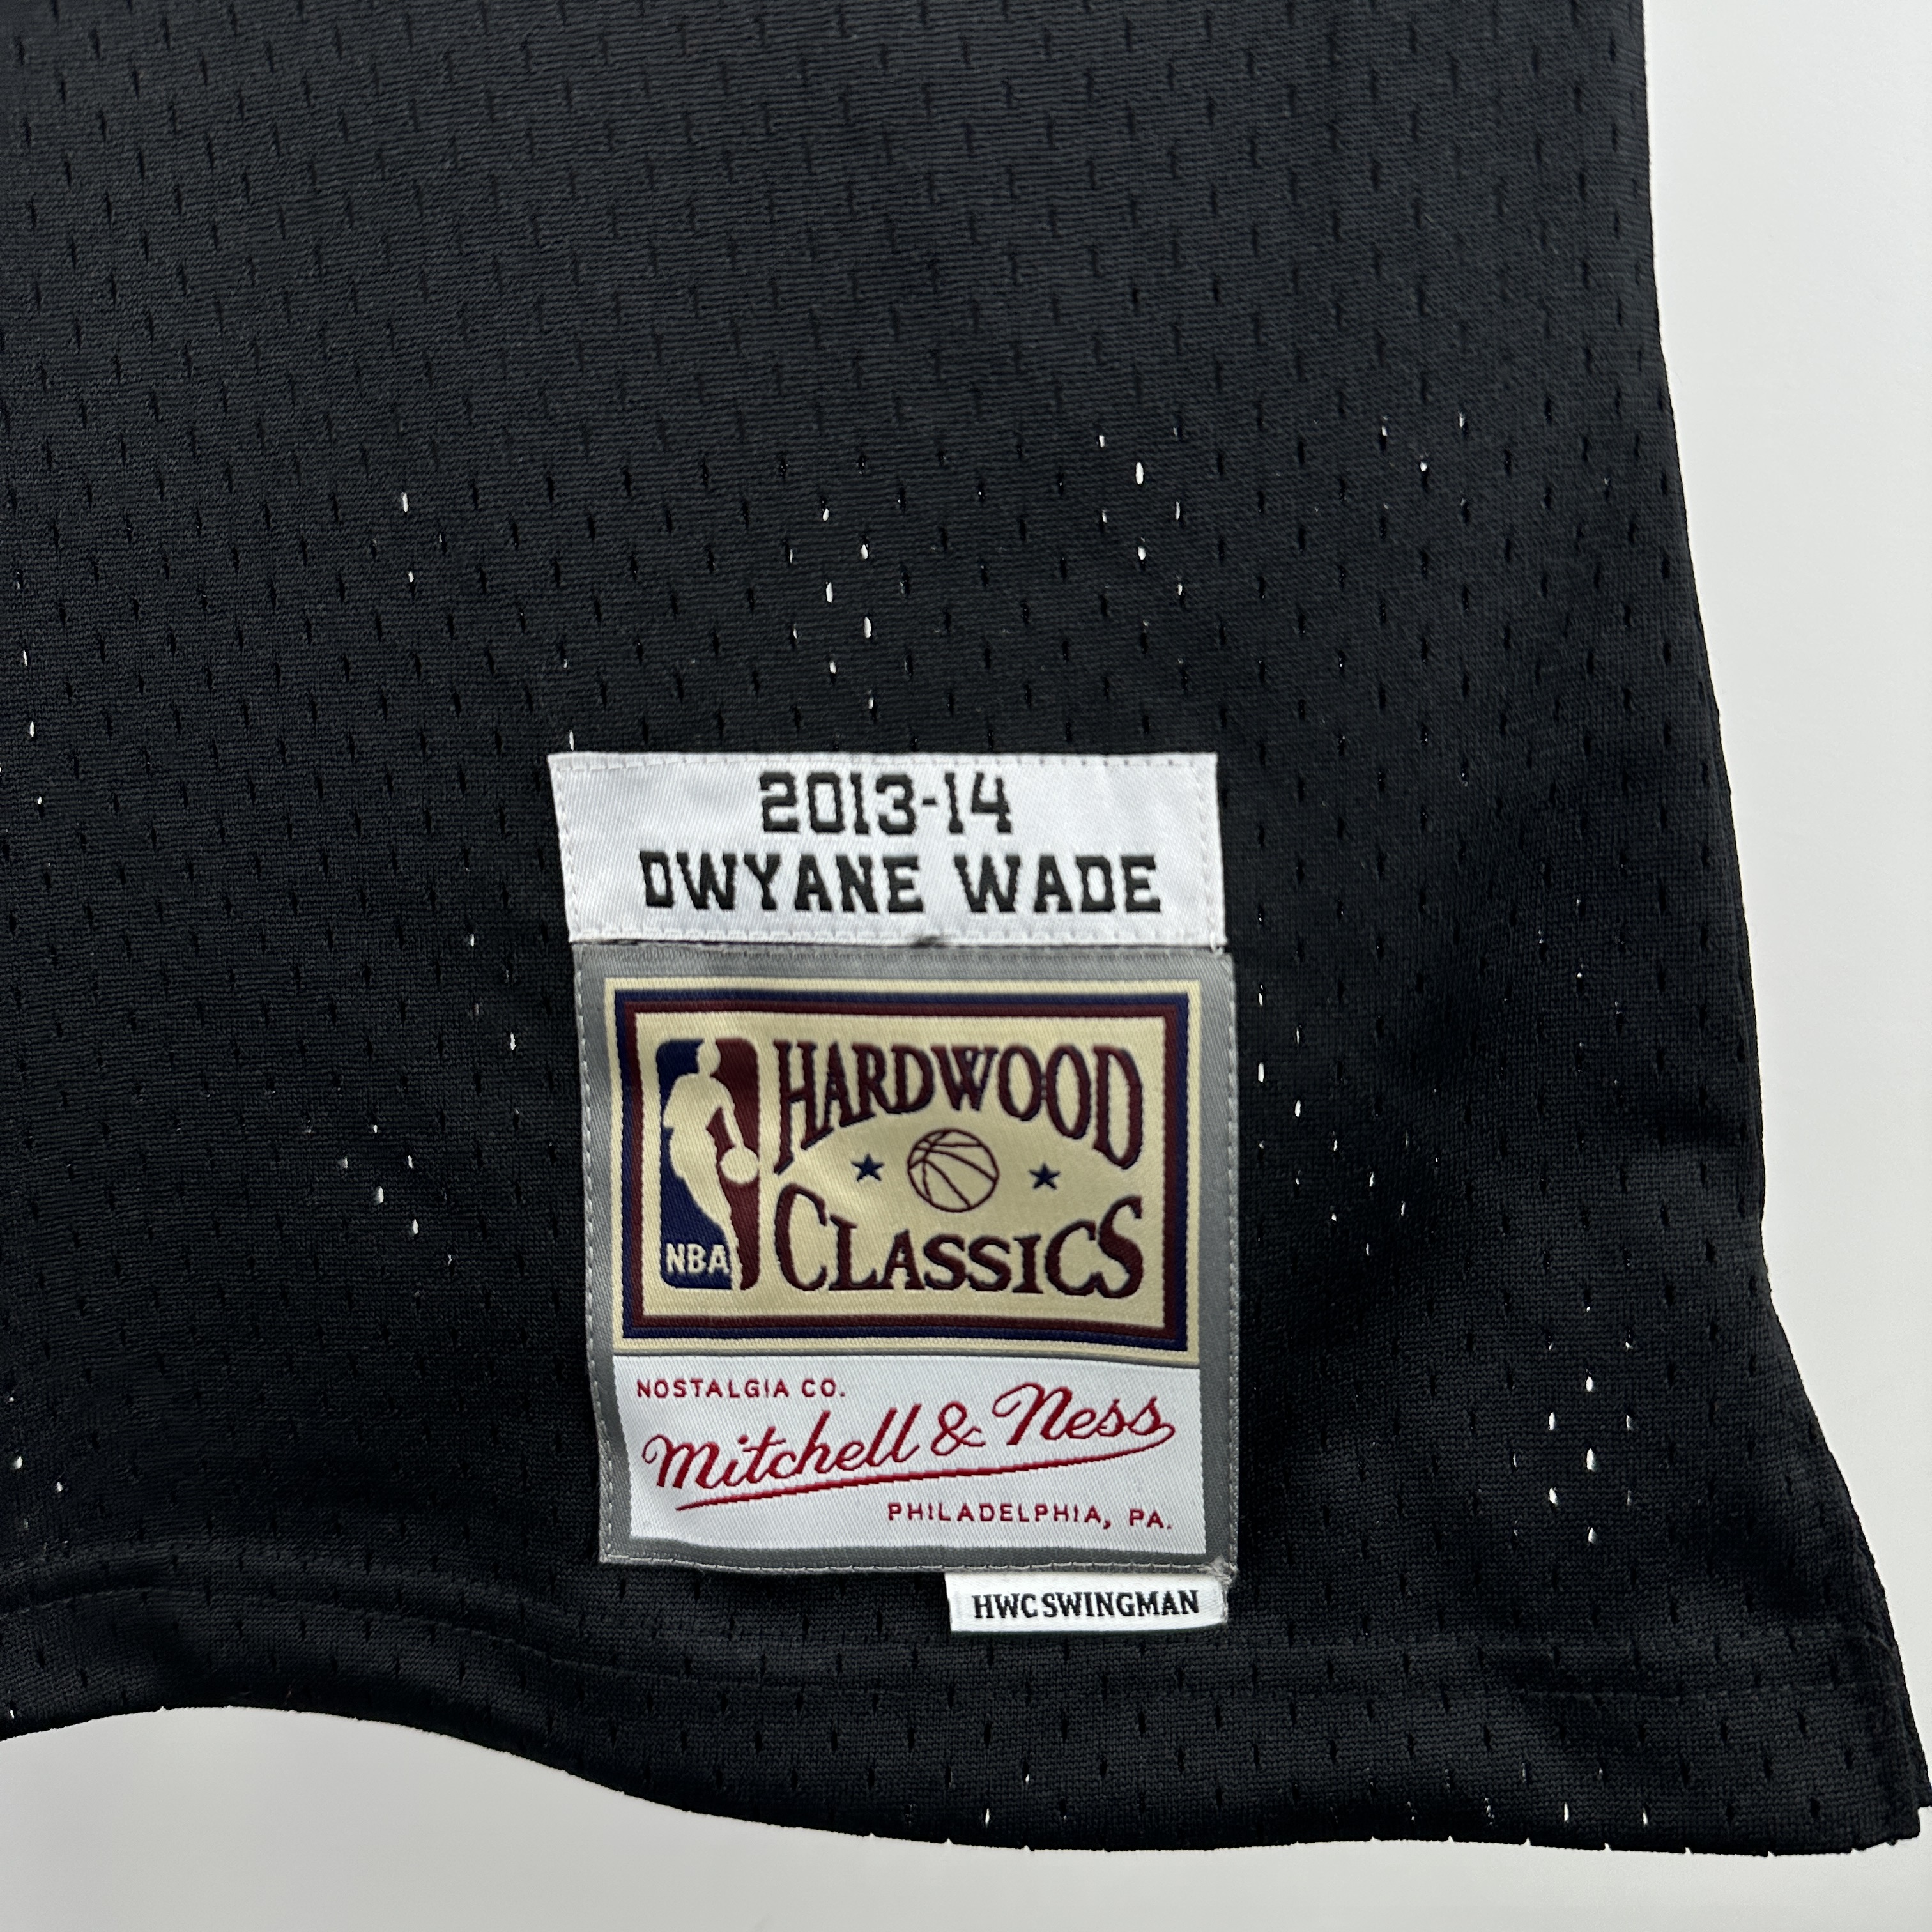 2013-14
DWYANE WADE
HARDWOOD
CLASSICS
NBA
NOSTALGIA CO.
Mitchell & Ness
PHILADELPHIA, PA.
HWC SWINGMAN